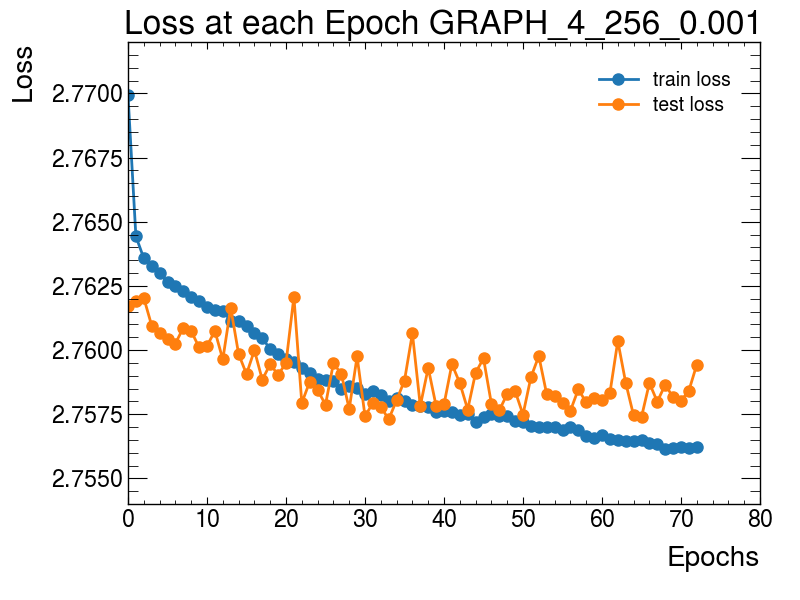 Loss at each Epoch GRAPH_4_256_0.001
Loss
train loss
test loss
2.7700
2.7675
2.7650
2.7625
2.7600
2.7575
2.7550
0 10 20 30 40 50 60 70 80
Epochs